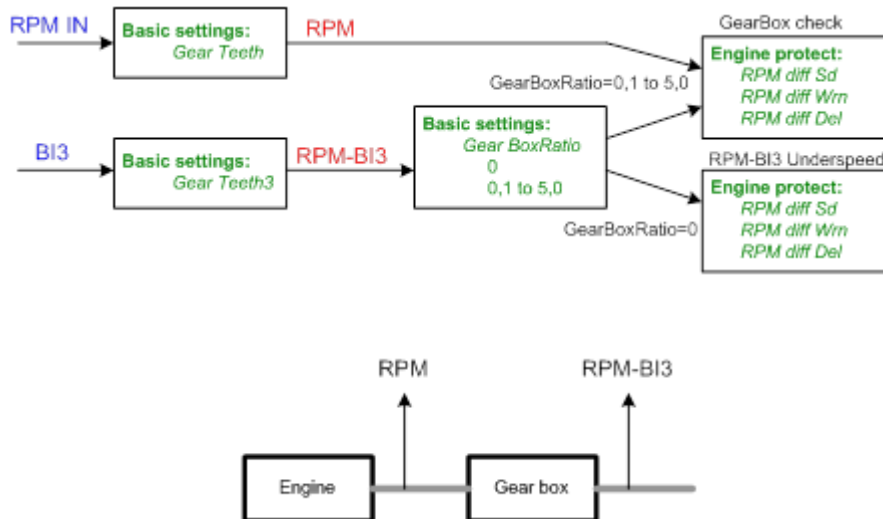 GearBox check
RPM IN
Basic settings:
Gear Teeth
RPM
Engine protect:
RPM diff Sd
RPM diff Wrn
RPM diff Del
GearBoxRatio=0,1 to 5,0
BI3
Basic settings:
Gear Teeth3
RPM-BI3
Basic settings:
Gear BoxRatio
0
0,1 to 5,0
RPM-BI3 Underspeed
Engine protect:
RPM diff Sd
RPM diff Wrn
RPM diff Del
GearBoxRatio=0
RPM
RPM-BI3
Engine
Gear box